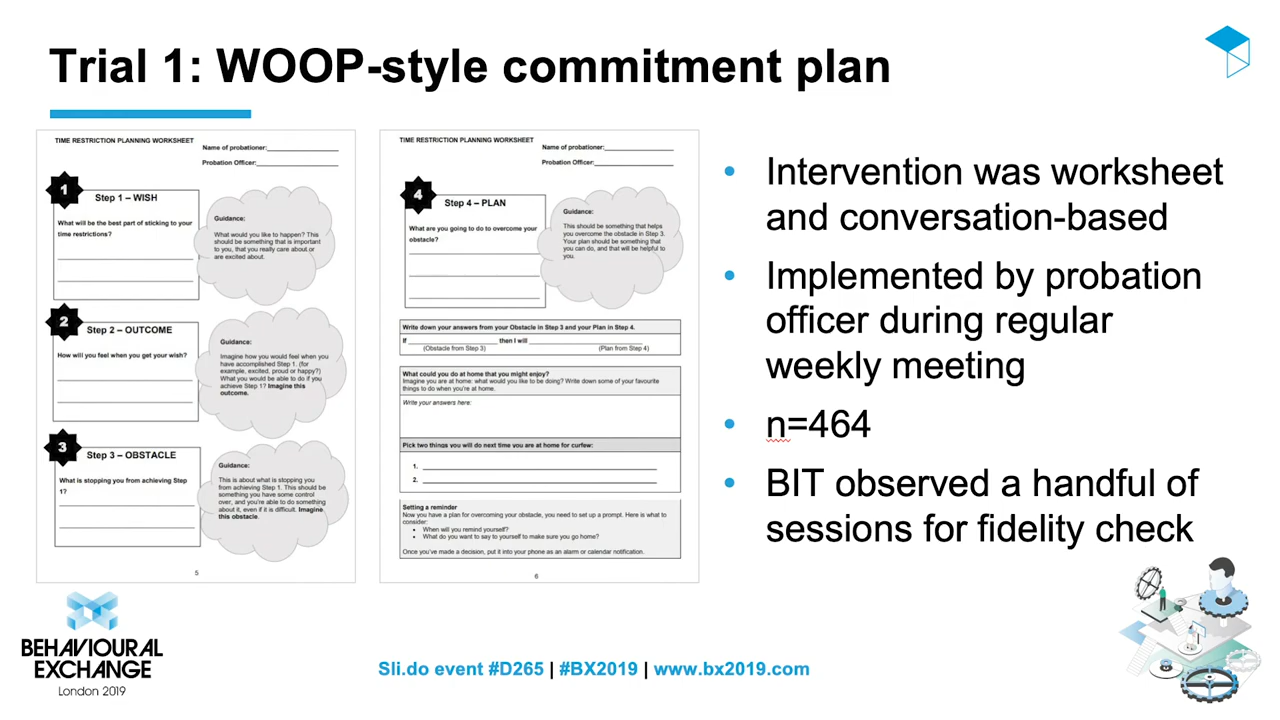 Trial 1: WOOP-style commitment plan
TIME RESTRICTION PLANNING WORKSHEET
Name of probationer:
Probation Officer:
1
Step 1 – WISH
What will be the best part of sticking to your
time restrictions?
Guidance:
What would you like to happen? This
should be something that is important
to you, that you really care about or
are excited about.
2
Step 2 – OUTCOME
How will you feel when you get your wish?
Guidance:
Imagine how you would feel when you
have accomplished Step 1. (for
example, excited, proud or happy?)
What you would be able to do if you
achieve Step 1? Imagine this
outcome.
3
Step 3 – OBSTACLE
What is stopping you from achieving Step
1?
Guidance:
This is about what is stopping you
from achieving Step 1. This should be
something you have some control
over, and you're able to do something
about it, even if it is difficult. Imagine
this obstacle.
5
TIME RESTRICTION PLANNING WORKSHEET
Name of probationer:
Probation Officer:
4
Step 4 – PLAN
What are you going to do to overcome your
obstacle?
Guidance:
This should be something that helps
you overcome the obstacle in Step 3.
Your plan should be something that
you can do, and that will be helpful to
you.
Write down your answers from your Obstacle in Step 3 and your Plan in Step 4.
If then I will
(Obstacle from Step 3) (Plan from Step 4)
What could you do at home that you might enjoy?
Imagine you are at home: what would you like to be doing? Write down some of your favourite
things to do when you're at home.
Write your answers here:
Pick two things you will do next time you are at home for curfew:
1.
2.
Setting a reminder
Now you have a plan for overcoming your obstacle, you need to set up a prompt. Here is what to
consider:
• When will you remind yourself?
• What do you want to say to yourself to make sure you go home?
Once you've made a decision, put it into your phone as an alarm or calendar notification.
6
• Intervention was worksheet
and conversation-based
• Implemented by probation
officer during regular
weekly meeting
• n=464
• BIT observed a handful of
sessions for fidelity check
BEHAVIOURAL
EXCHANGE
London 2019
Sli.do event #D265 | #BX2019 | www.bx2019.com